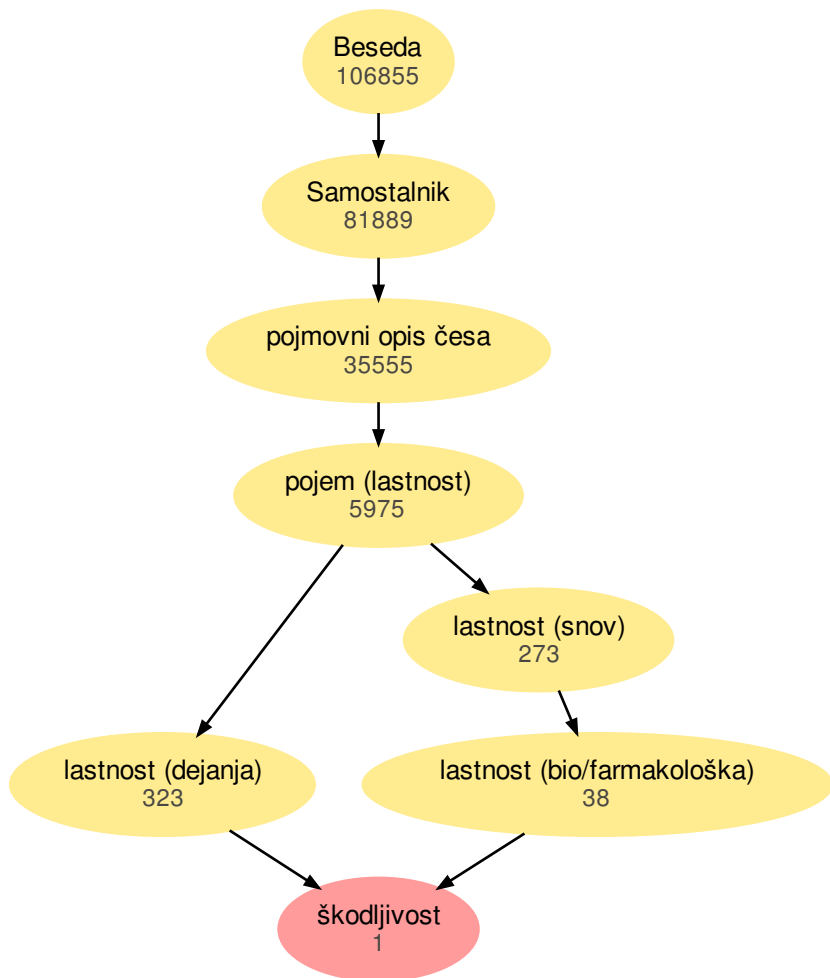 Beseda
106855
Samostalnik
81889
pojmovni opis česa
35555
pojem (lastnost)
5975
lastnost (snov)
273
lastnost (dejanja)
323
lastnost (bio/farmakološka)
38
škodljivost
1